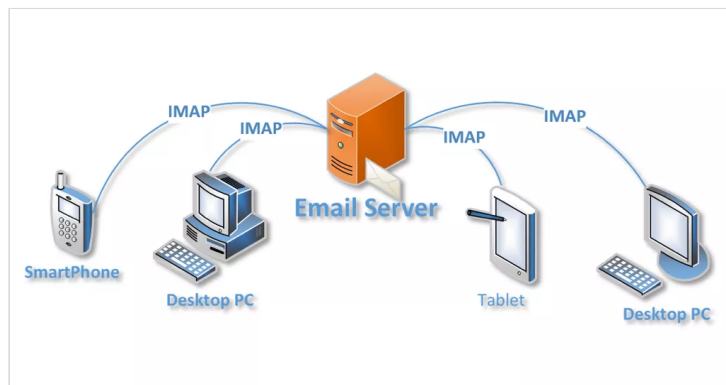 IMAP
IMAP
IMAP
IMAP
Email Server
SmartPhone
Desktop PC
Tablet
Desktop PC